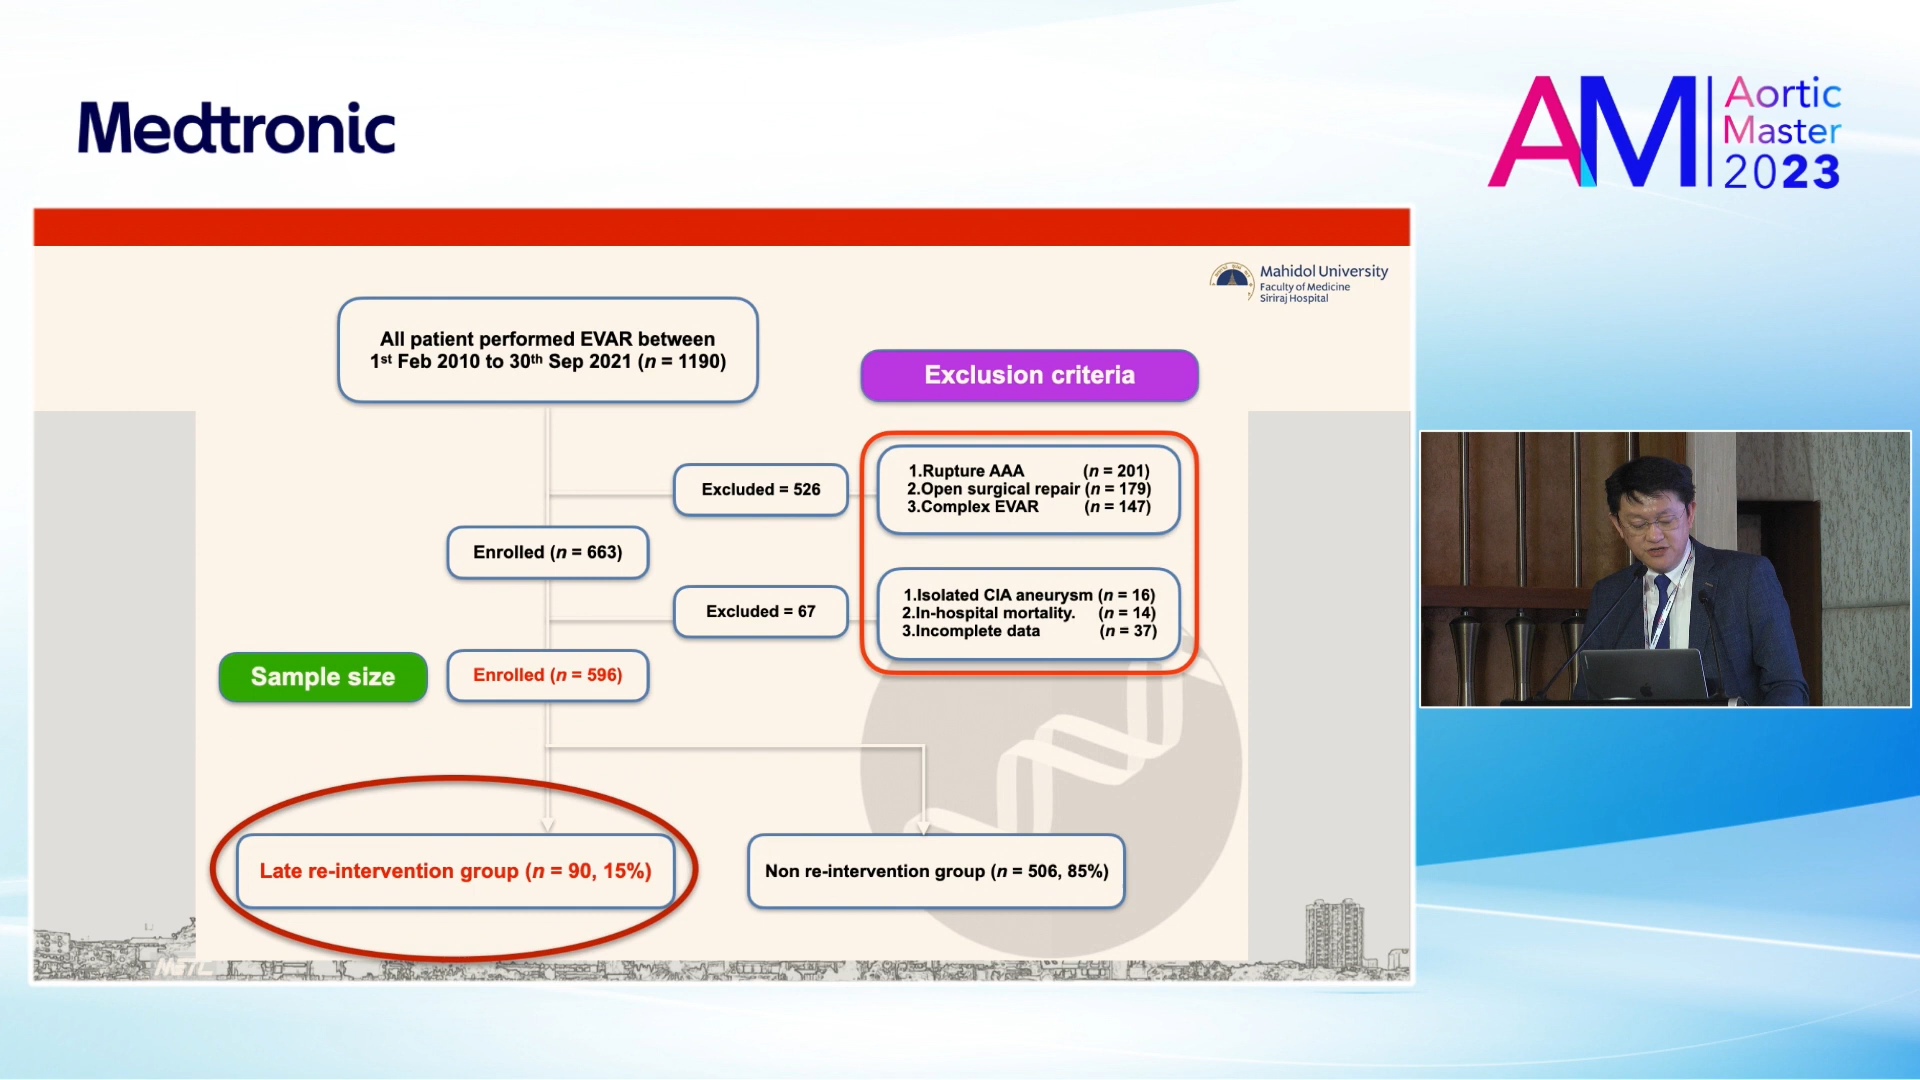 Medtronic
AM
Aortic
Master
2023
Mahidol University
Faculty of Medicine
Siriraj Hospital
All patient performed EVAR between
1st Feb 2010 to 30th Sep 2021 (n = 1190)
Exclusion criteria
Excluded = 526
1.Rupture AAA (n = 201)
2.Open surgical repair (n = 179)
3.Complex EVAR (n = 147)
Enrolled (n = 663)
Excluded = 67
1.Isolated CIA aneurysm (n = 16)
2.In-hospital mortality. (n = 14)
3.Incomplete data (n = 37)
Sample size
Enrolled (n = 596)
Late re-intervention group (n = 90, 15%)
Non re-intervention group (n = 506, 85%)